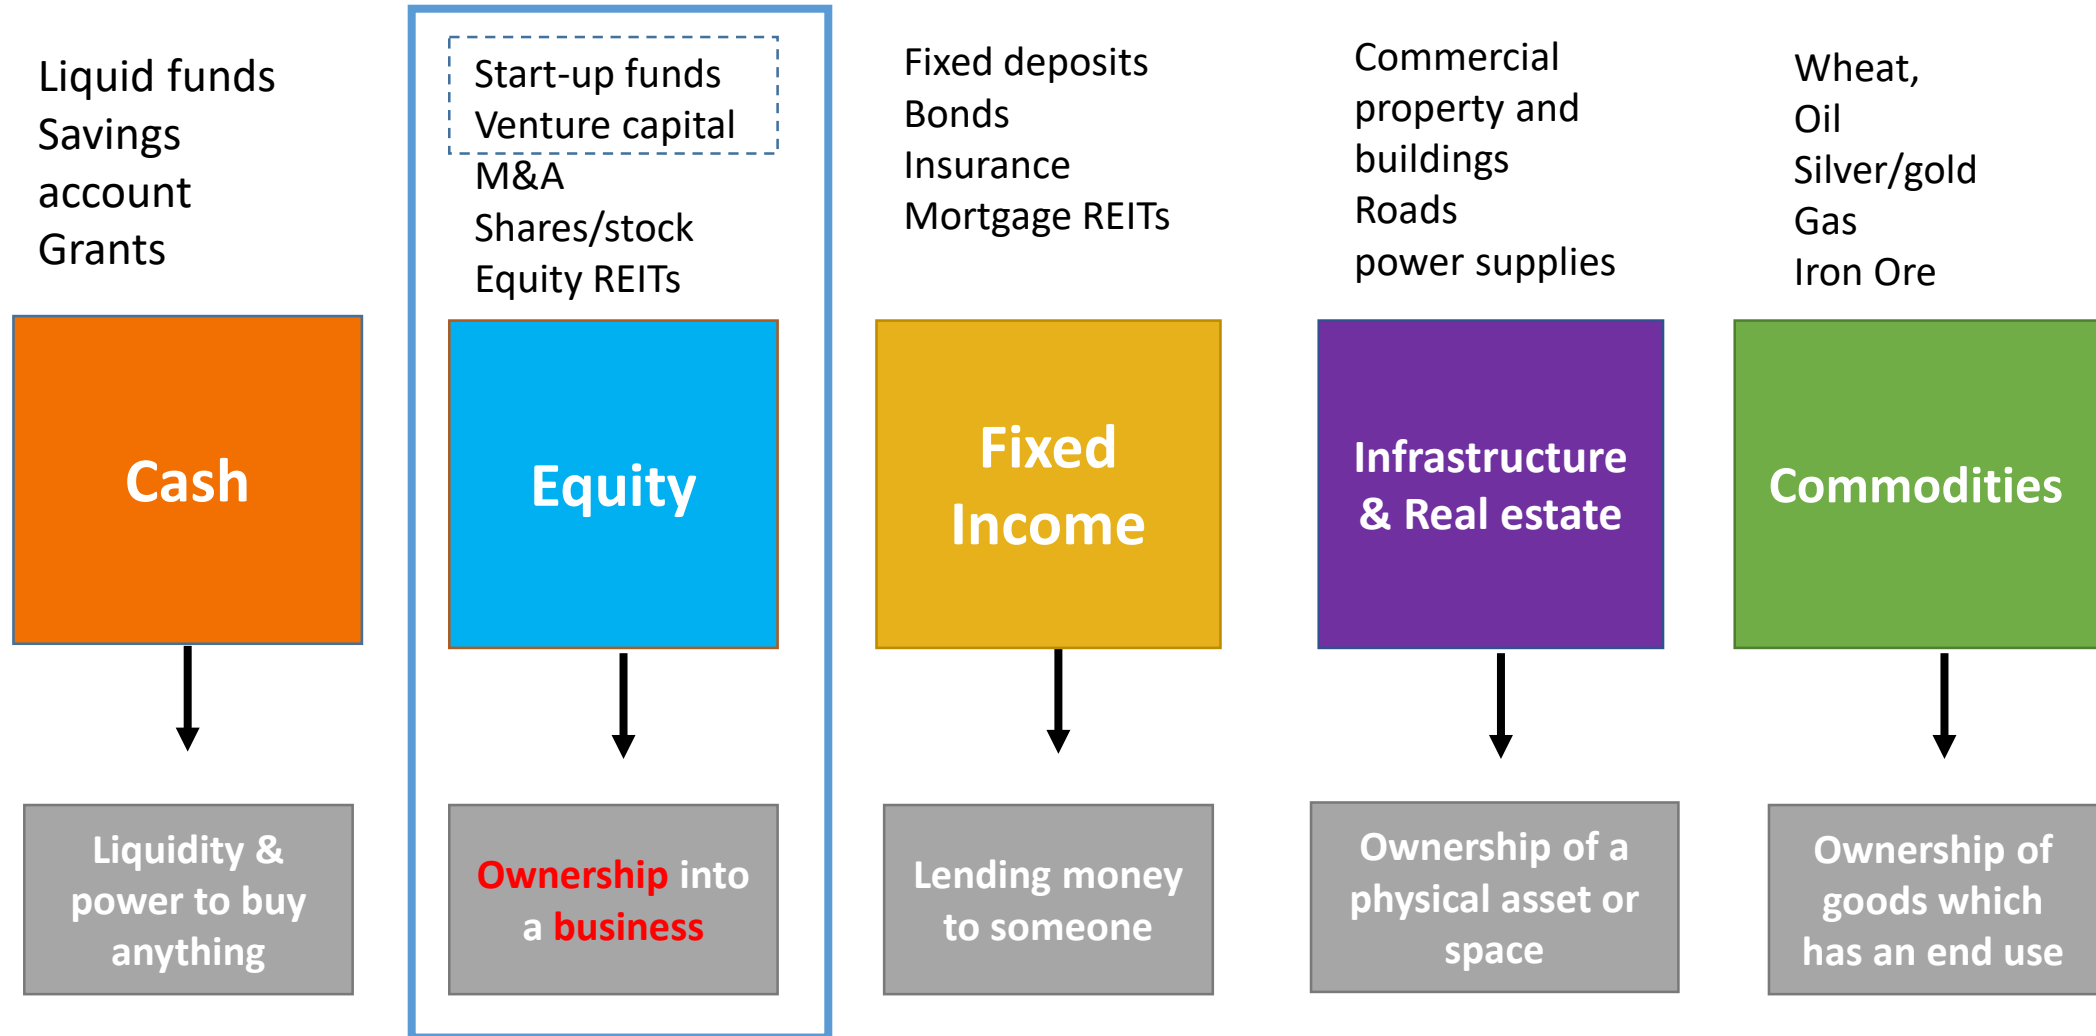 Liquid funds
Savings
account
Grants
Start-up funds
Venture capital
M&A
Shares/stock
Equity REITs
Fixed deposits
Bonds
Insurance
Mortgage REITs
Commercial
property and
buildings
Roads
power supplies
Wheat,
Oil
Silver/gold
Gas
Iron Ore
Cash
Equity
Fixed
Income
Infrastructure
& Real estate
Commodities
Liquidity &
power to buy
anything
Ownership into
a business
Lending money
to someone
Ownership of a
physical asset or
space
Ownership of
goods which
has an end use